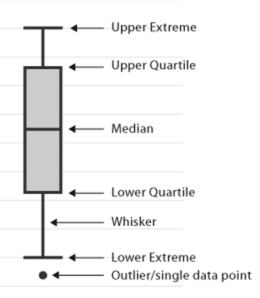 Upper Extreme
Upper Quartile
Median
Lower Quartile
Whisker
Lower Extreme
Outlier/single data point